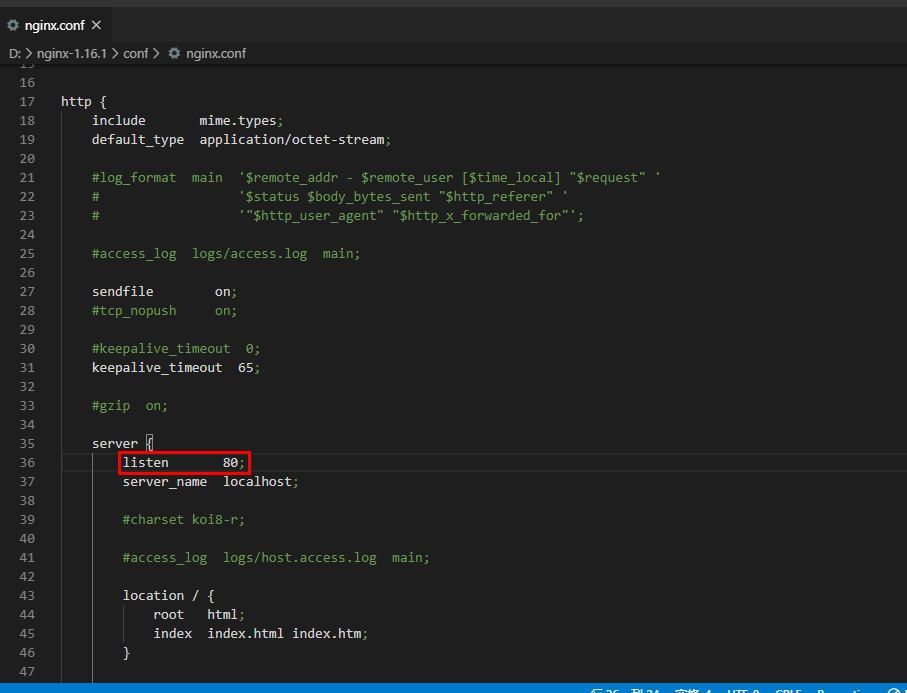 nginx.conf
D: > nginx-1.16.1 > conf > nginx.conf
15
16
17 http {
18     include       mime.types;
19     default_type  application/octet-stream;
20
21     #log_format  main  '$remote_addr - $remote_user [$time_local] "$request" '
22     #                  '$status $body_bytes_sent "$http_referer" '
23     #                  '"$http_user_agent" "$http_x_forwarded_for"';
24
25     #access_log  logs/access.log  main;
26
27     sendfile        on;
28     #tcp_nopush     on;
29
30     #keepalive_timeout  0;
31     keepalive_timeout  65;
32
33     #gzip  on;
34
35     server {
36         listen       80;
37         server_name  localhost;
38
39         #charset koi8-r;
40
41         #access_log  logs/host.access.log  main;
42
43         location / {
44             root   html;
45             index  index.html index.htm;
46         }
47